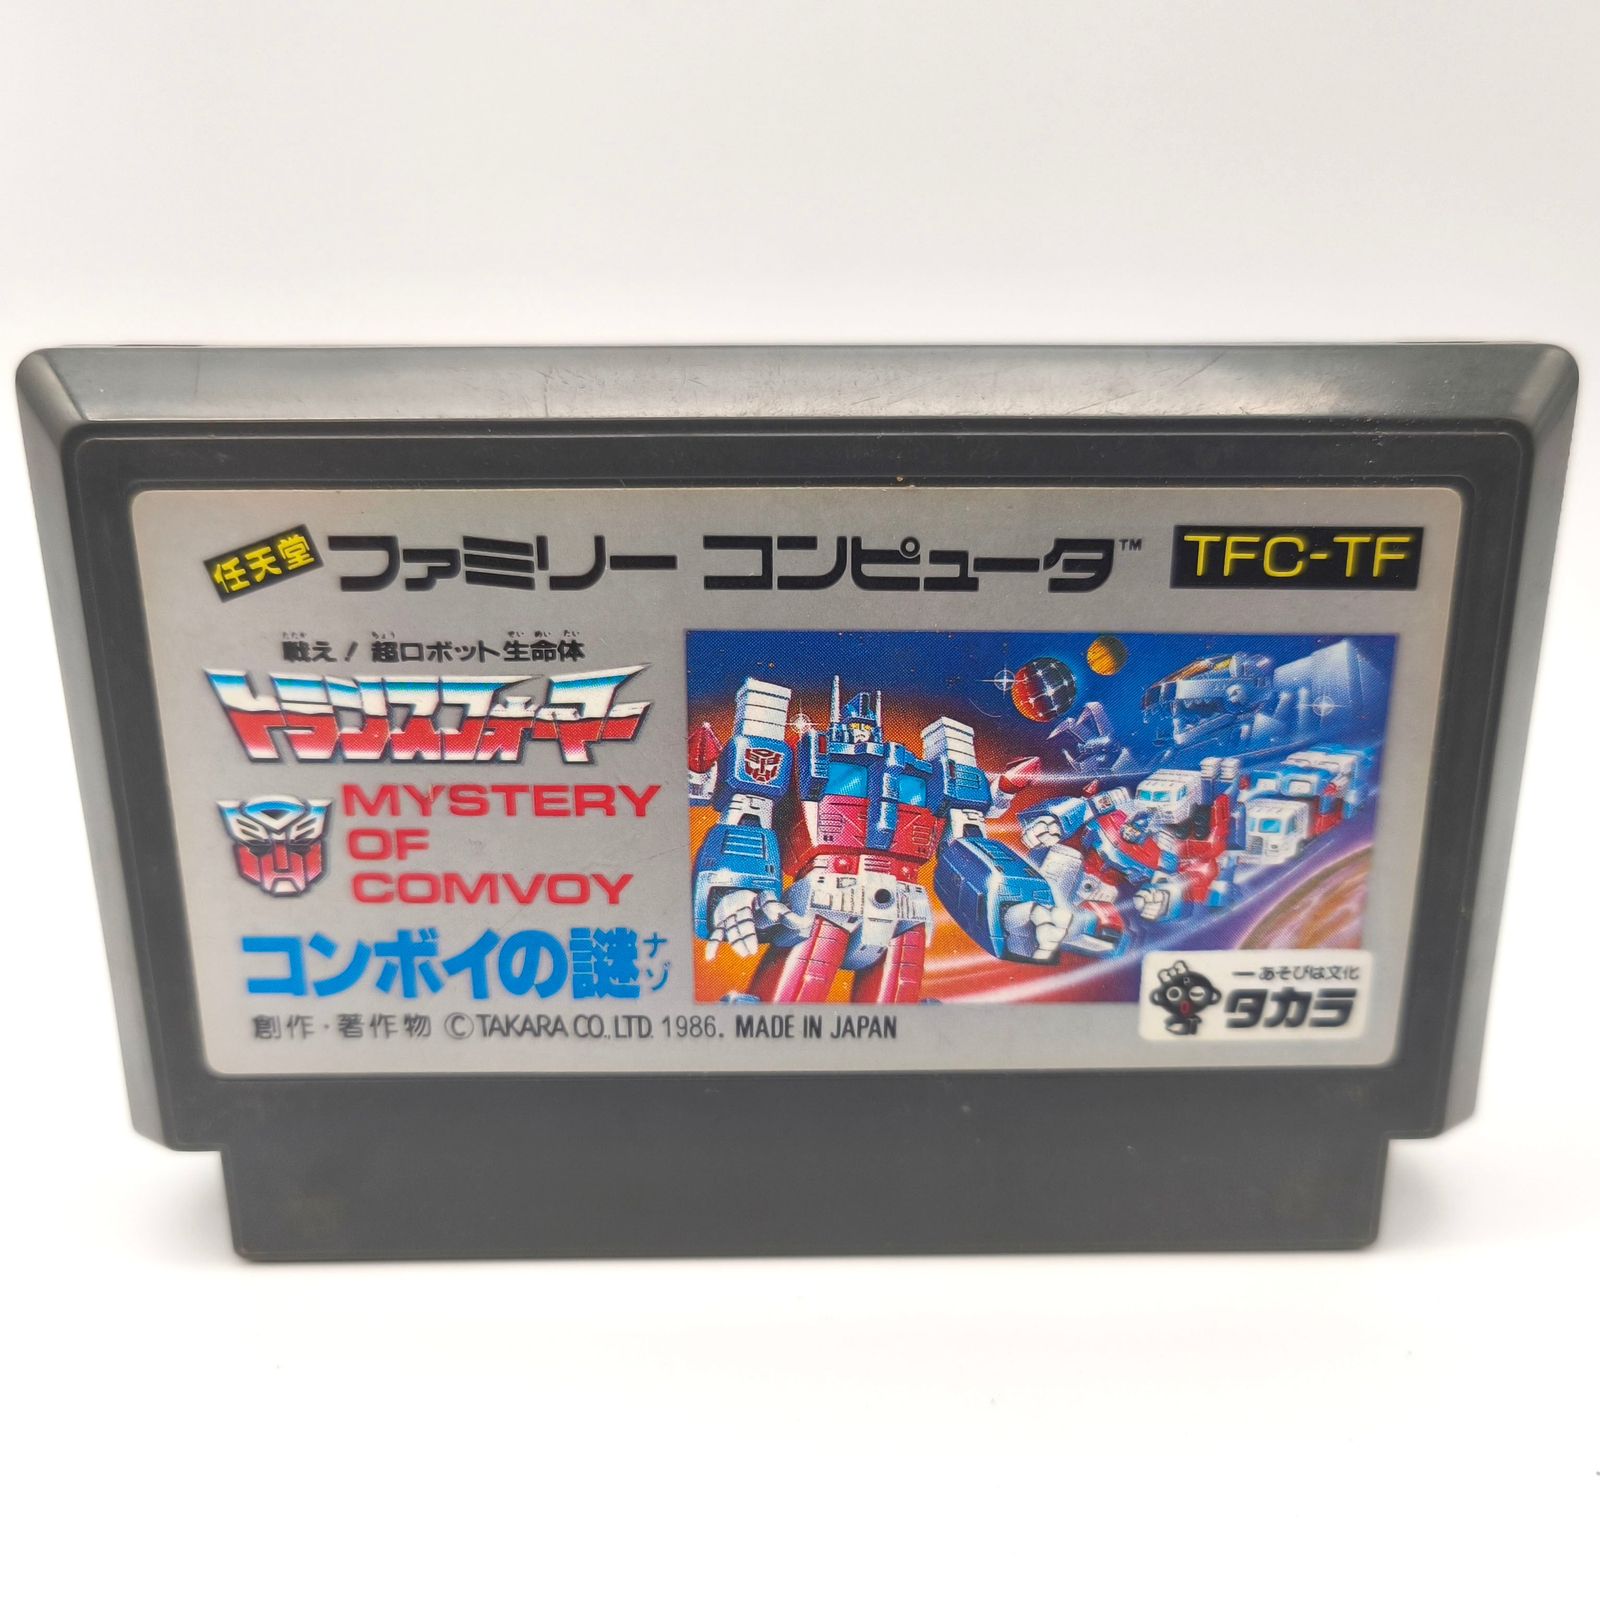 任天堂 ファミリー コンピュータ™ TFC-TF
戦え！超ロボット生命体
トランスフォーマー
MYSTERY
OF
COMVOY
コンボイの謎
ナゾ
創作・著作物 ©TAKARA CO.,LTD. 1986. MADE IN JAPAN
あそびは文化
タカラ